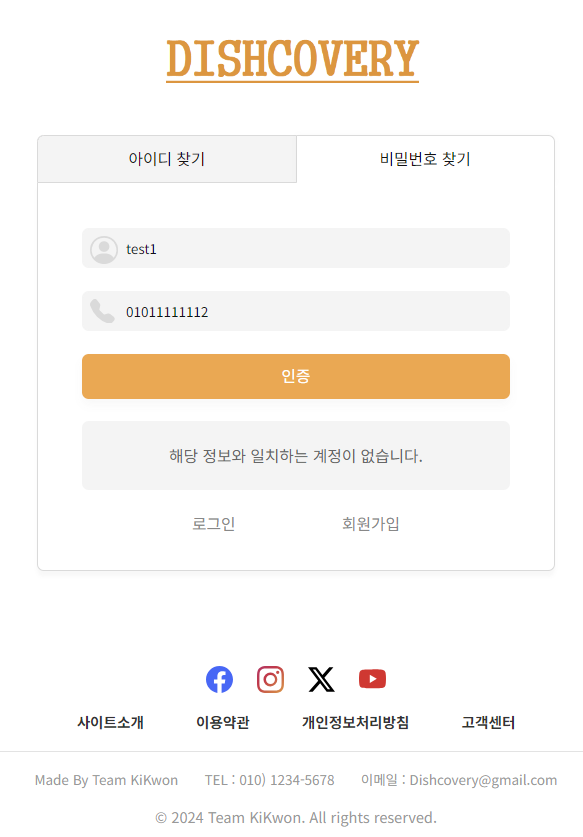 DISHCOVERY
아이디 찾기 비밀번호 찾기
test1
01011111112
인증
해당 정보와 일치하는 계정이 없습니다.
로그인 회원가입
사이트소개 이용약관 개인정보처리방침 고객센터
Made By Team KiKwon TEL : 010) 1234-5678 이메일 : Dishcovery@gmail.com
© 2024 Team KiKwon. All rights reserved.